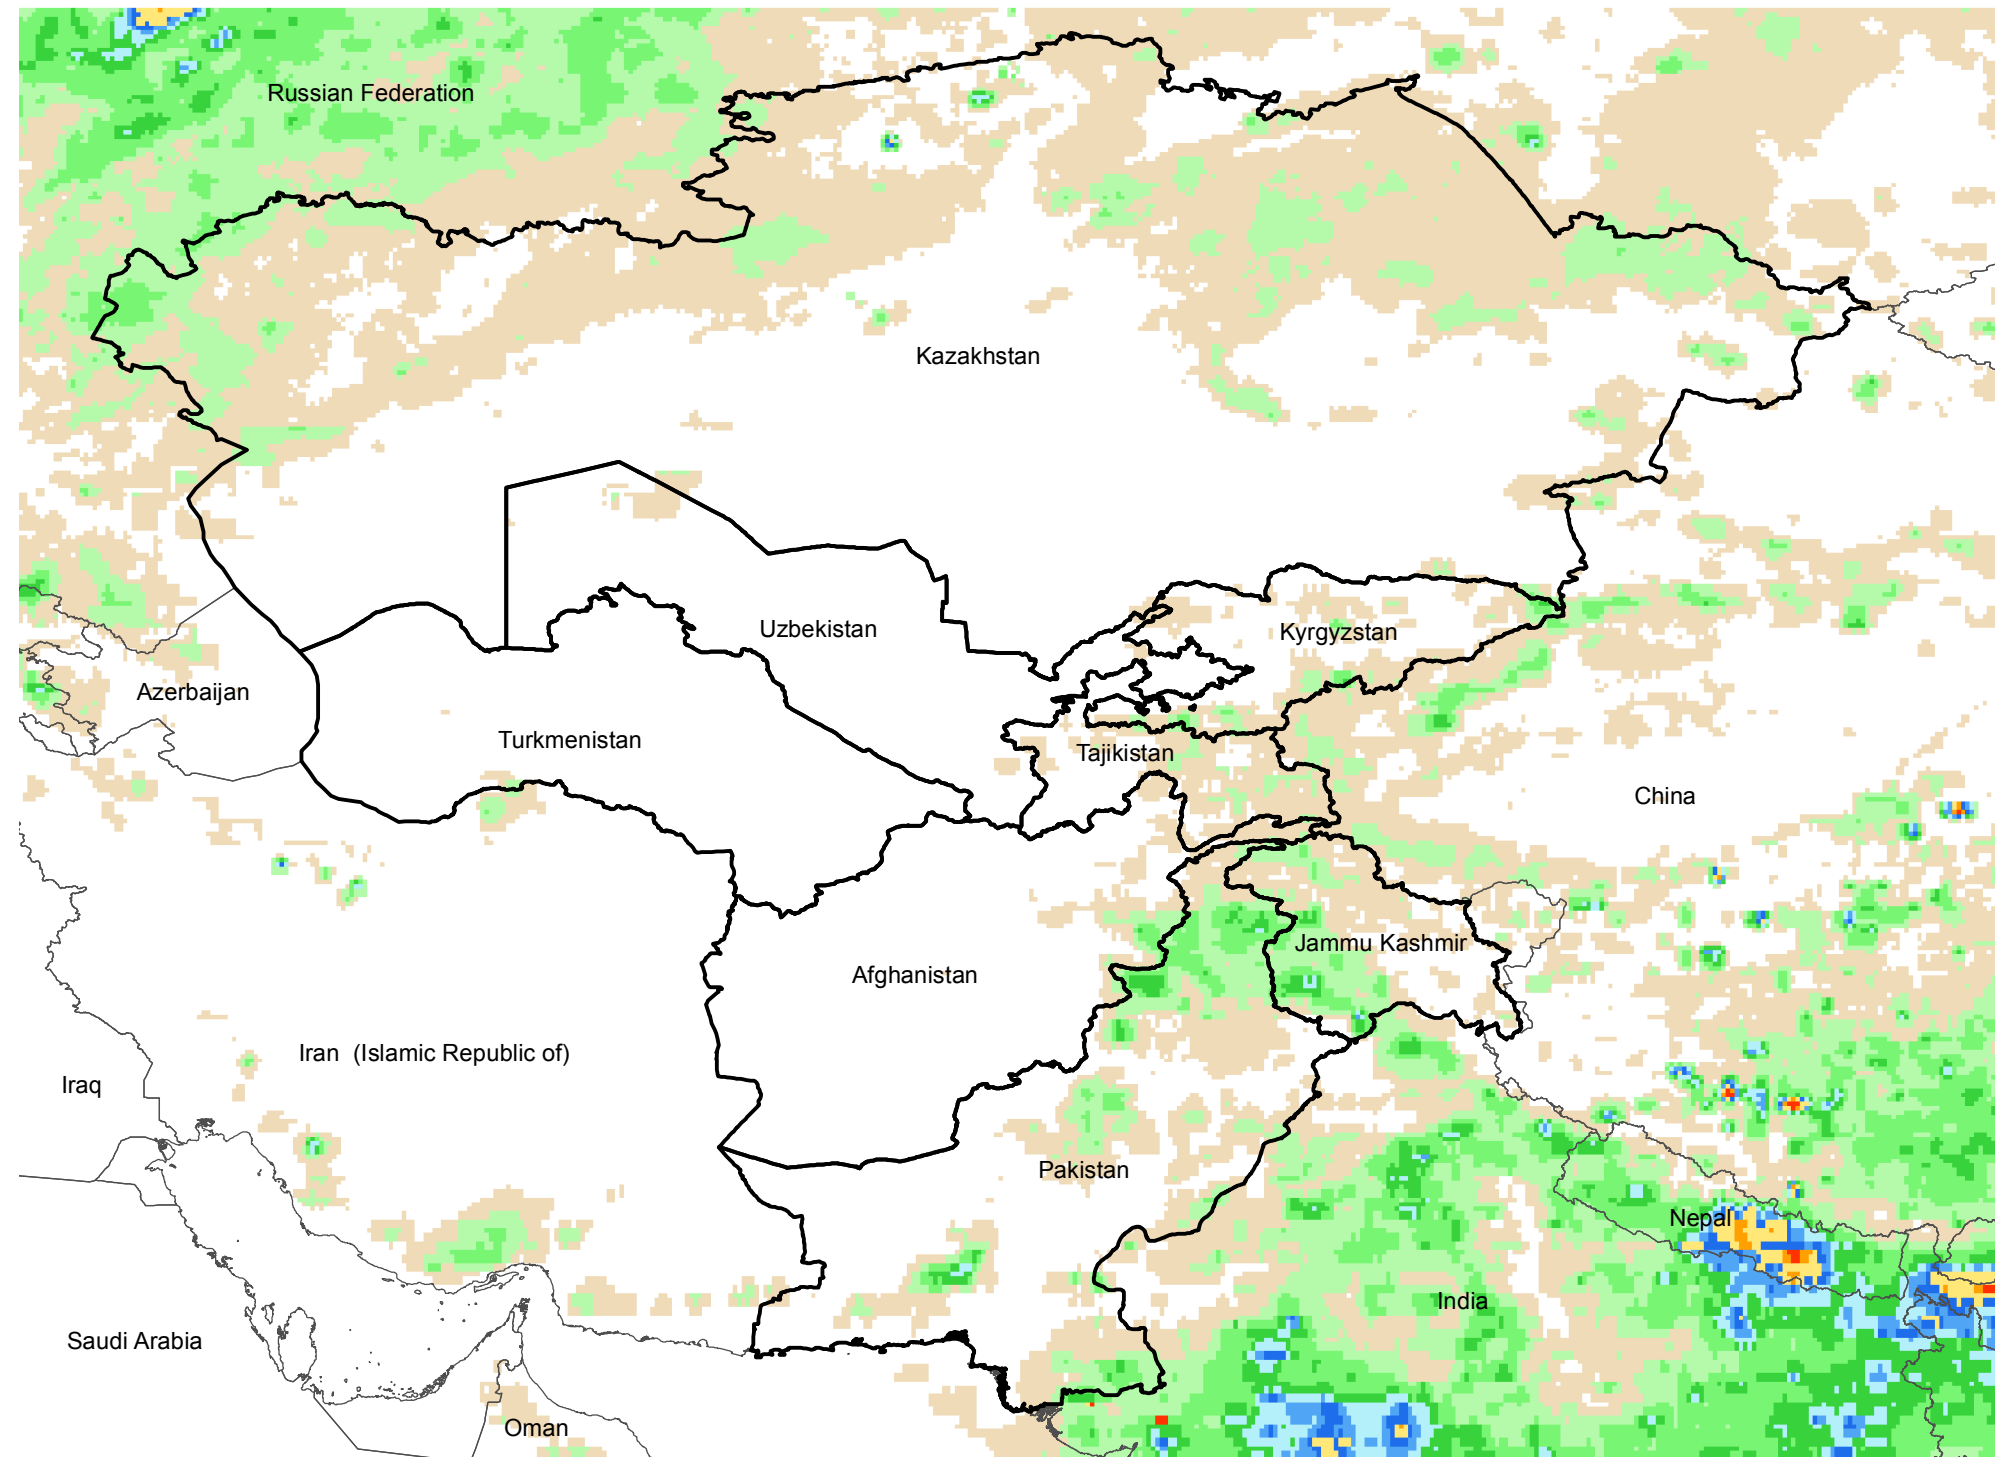 Russian Federation
Kazakhstan
Uzbekistan
Kyrgyzstan
Azerbaijan
Turkmenistan
Tajikistan
China
Jammu Kashmir
Afghanistan
Iran  (Islamic Republic of)
Iraq
Pakistan
Nepal
India
Saudi Arabia
Oman